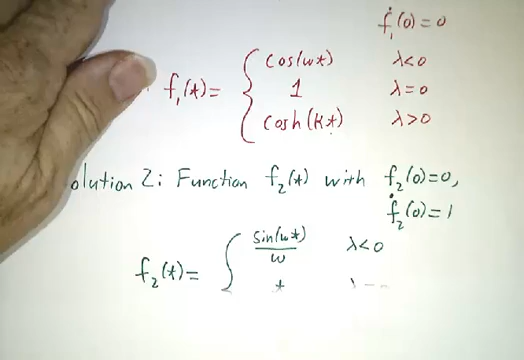 ḟ₁(0)=0
cos(ωt) λ<0
f₁(t)= { 1 λ=0
cosh(kt) λ>0
olution 2: Function f₂(t) with f₂(0)=0,
ḟ₂(0)=1
sin(ωt)/ω λ<0
f₂(t)= {
t